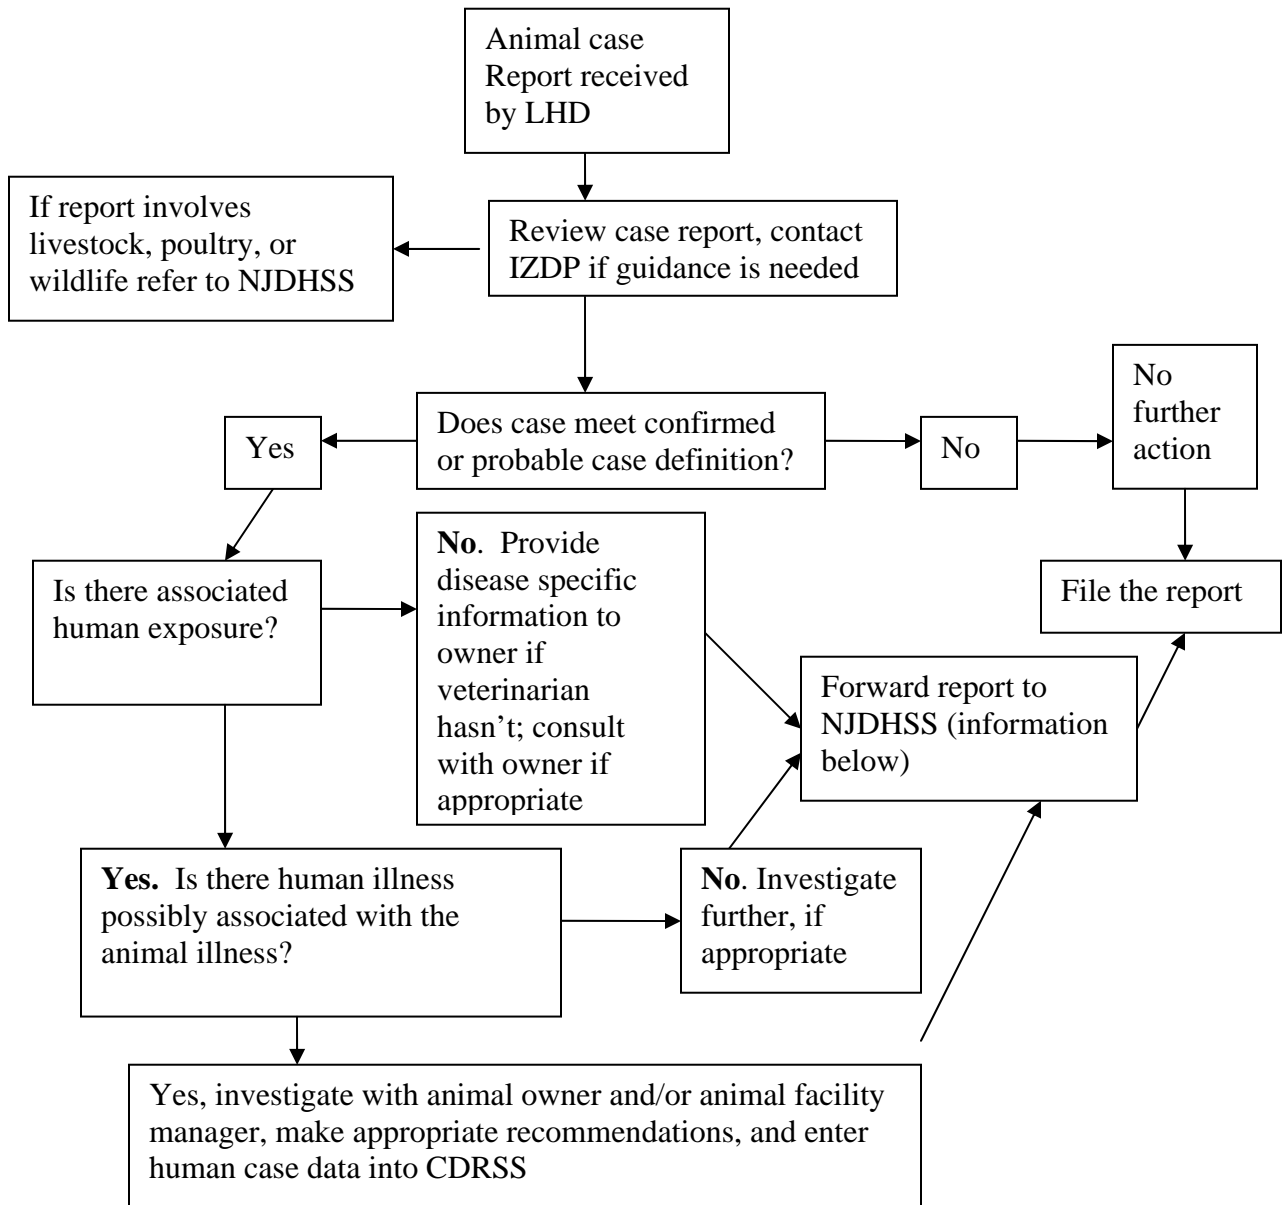 Animal case
Report received
by LHD
If report involves
livestock, poultry, or
wildlife refer to NJDHSS
Review case report, contact
IZDP if guidance is needed
Does case meet confirmed
or probable case definition?
Yes
No
No
further
action
Is there associated
human exposure?
No. Provide
disease specific
information to
owner if
veterinarian
hasn’t; consult
with owner if
appropriate
File the report
Forward report to
NJDHSS (information
below)
Yes. Is there human illness
possibly associated with the
animal illness?
No. Investigate
further, if
appropriate
Yes, investigate with animal owner and/or animal facility
manager, make appropriate recommendations, and enter
human case data into CDRSS